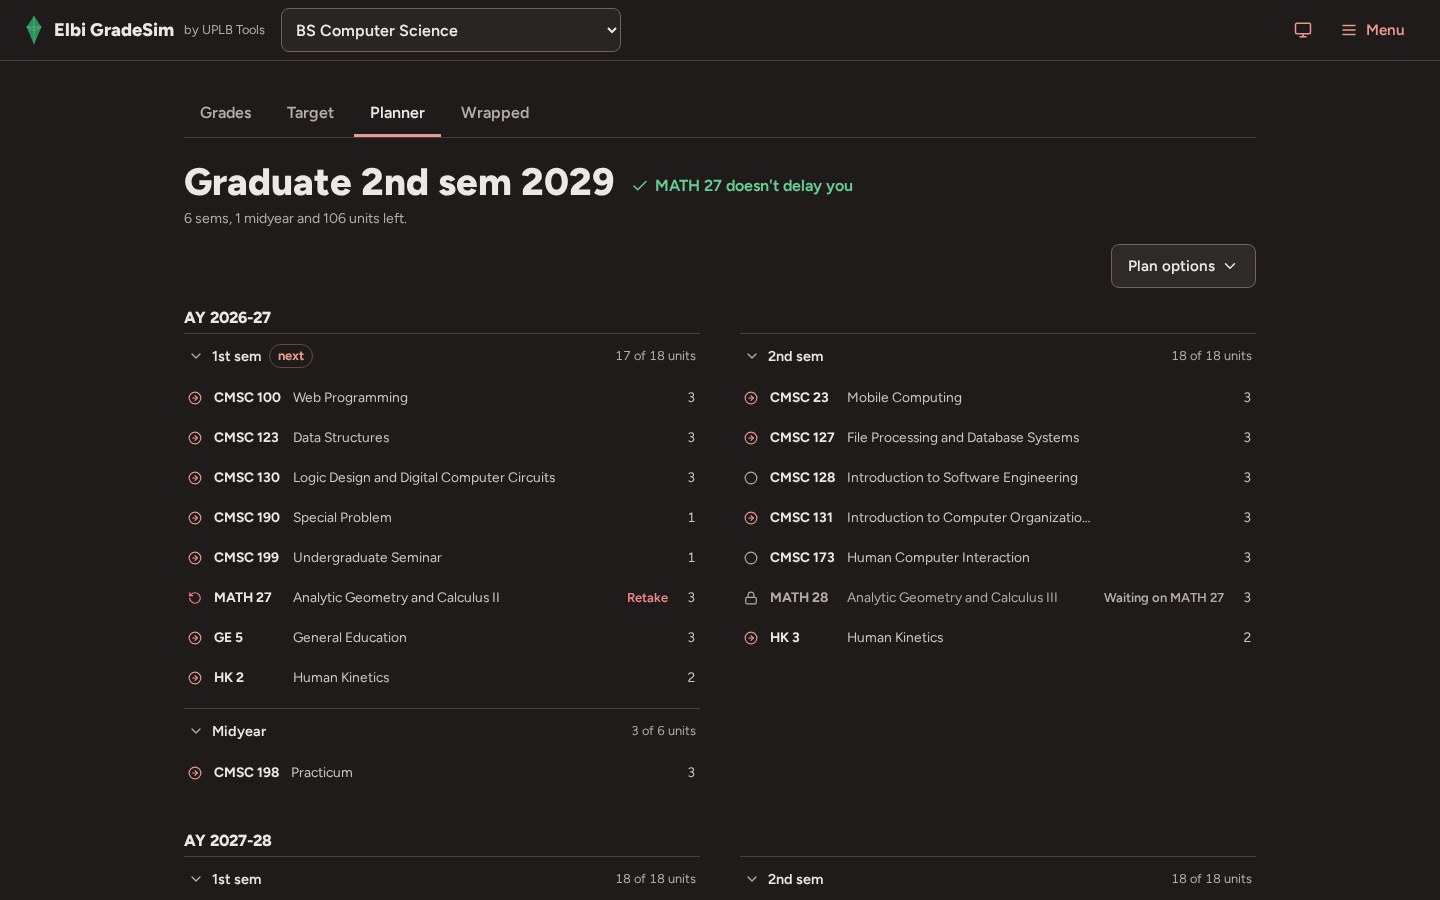 Elbi GradeSim by UPLB Tools BS Computer Science Menu
Grades Target Planner Wrapped
Graduate 2nd sem 2029 MATH 27 doesn't delay you
6 sems, 1 midyear and 106 units left.
Plan options
AY 2026-27
1st sem next 17 of 18 units
CMSC 100 Web Programming 3
CMSC 123 Data Structures 3
CMSC 130 Logic Design and Digital Computer Circuits 3
CMSC 190 Special Problem 1
CMSC 199 Undergraduate Seminar 1
MATH 27 Analytic Geometry and Calculus II Retake 3
GE 5 General Education 3
HK 2 Human Kinetics 2
2nd sem 18 of 18 units
CMSC 23 Mobile Computing 3
CMSC 127 File Processing and Database Systems 3
CMSC 128 Introduction to Software Engineering 3
CMSC 131 Introduction to Computer Organizatio... 3
CMSC 173 Human Computer Interaction 3
MATH 28 Analytic Geometry and Calculus III Waiting on MATH 27 3
HK 3 Human Kinetics 2
Midyear 3 of 6 units
CMSC 198 Practicum 3
AY 2027-28
1st sem 18 of 18 units
2nd sem 18 of 18 units